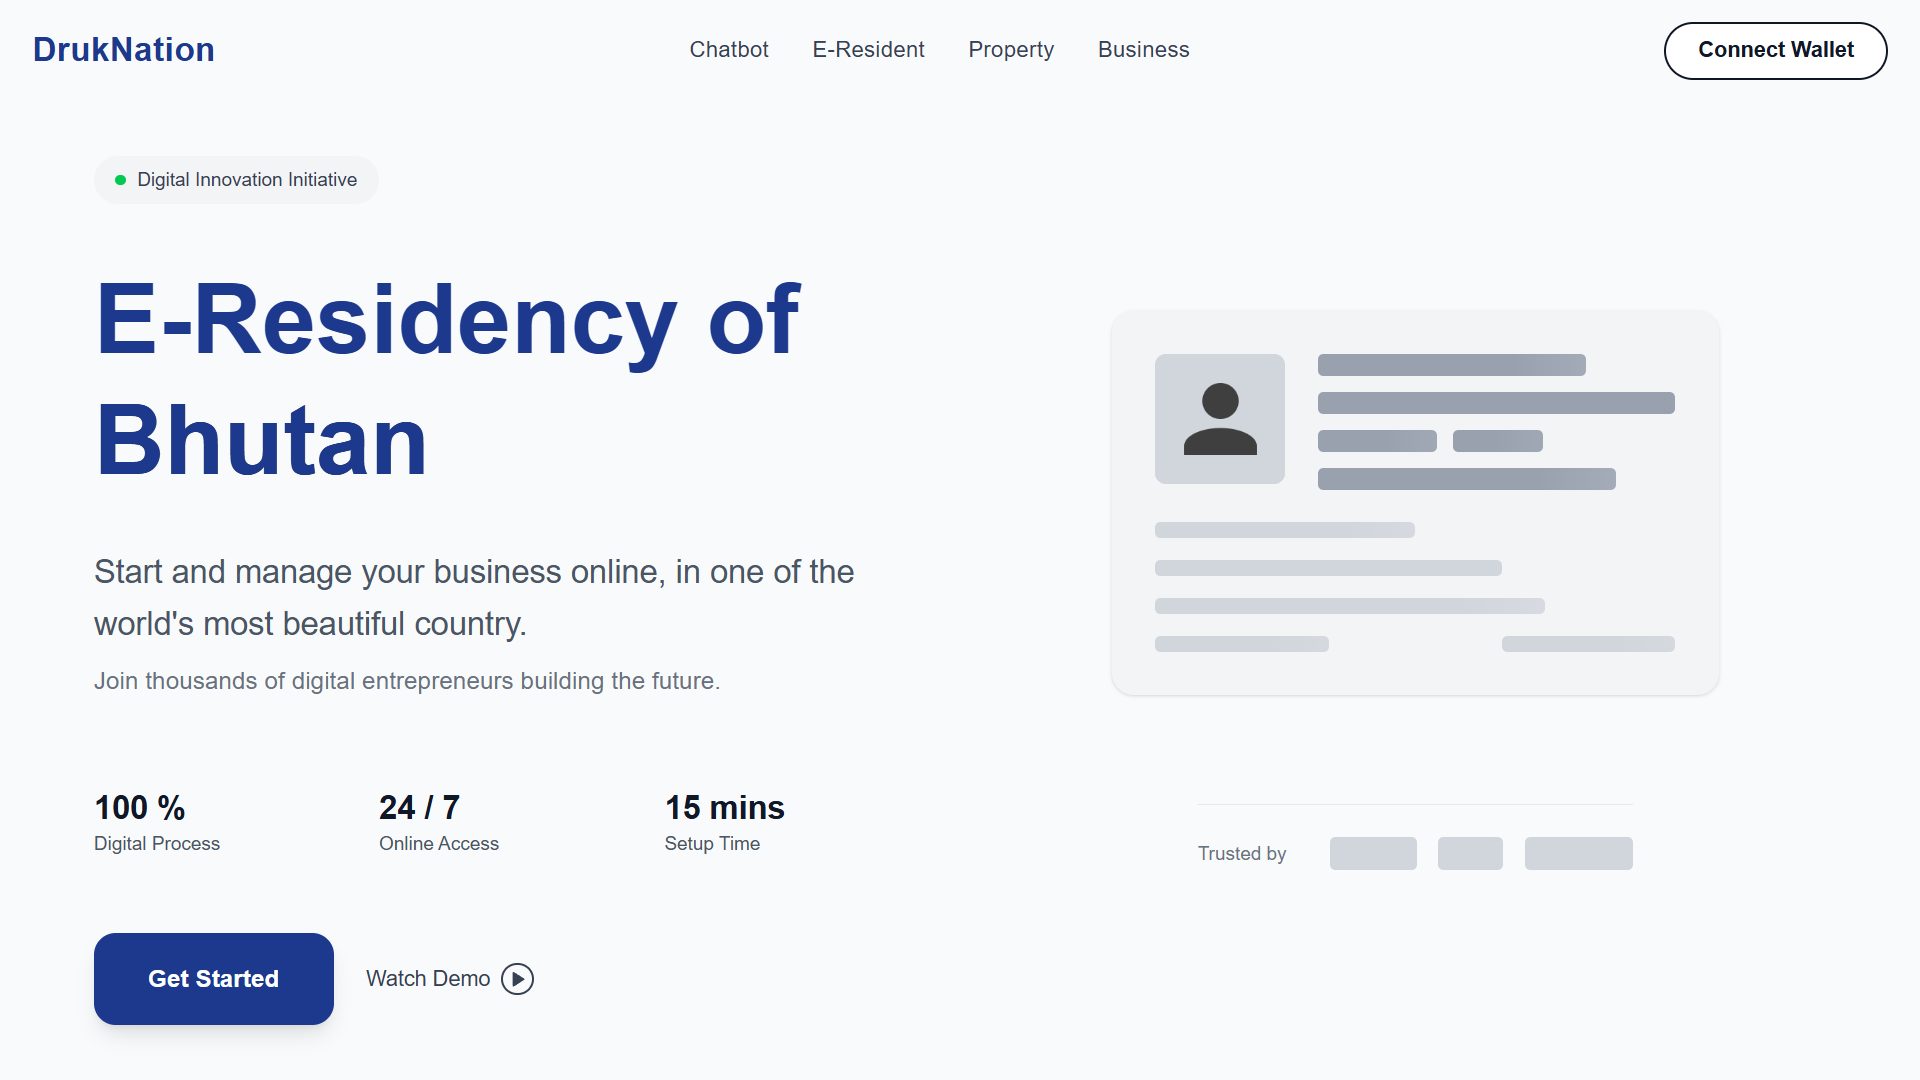 DrukNation
Chatbot
E-Resident
Property
Business
Connect Wallet
Digital Innovation Initiative
E-Residency of
Bhutan
Start and manage your business online, in one of the
world's most beautiful country.
Join thousands of digital entrepreneurs building the future.
100 %
Digital Process
24 / 7
Online Access
15 mins
Setup Time
Trusted by
Get Started
Watch Demo